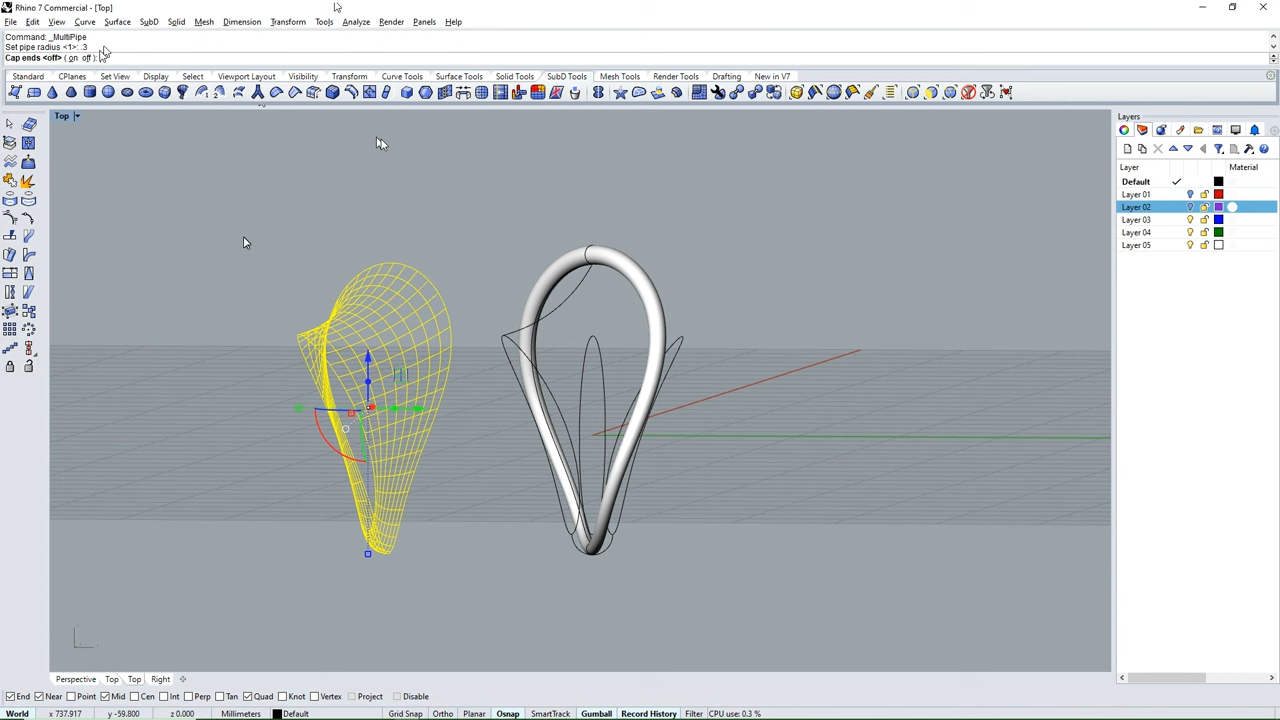 Rhino 7 Commercial - [Top]
File Edit View Curve Surface SubD Solid Mesh Dimension Transform Tools Analyze Render Panels Help
Command: _MultiPipe
Set pipe radius <1>: .3
Cap ends <off> ( on off ):
Standard CPlanes Set View Display Select Viewport Layout Visibility Transform Curve Tools Surface Tools Solid Tools SubD Tools Mesh Tools Render Tools Drafting New in V7
Top
Layers
Layer Material
Default
Layer 01
Layer 02
Layer 03
Layer 04
Layer 05
Perspective Top Top Right
End Near Point Mid Cen Int Perp Tan Quad Knot Vertex Project Disable
World x 737.917 y -59.800 z 0.000 Millimeters Default Grid Snap Ortho Planar Osnap SmartTrack Gumball Record History Filter CPU use: 0.3 %